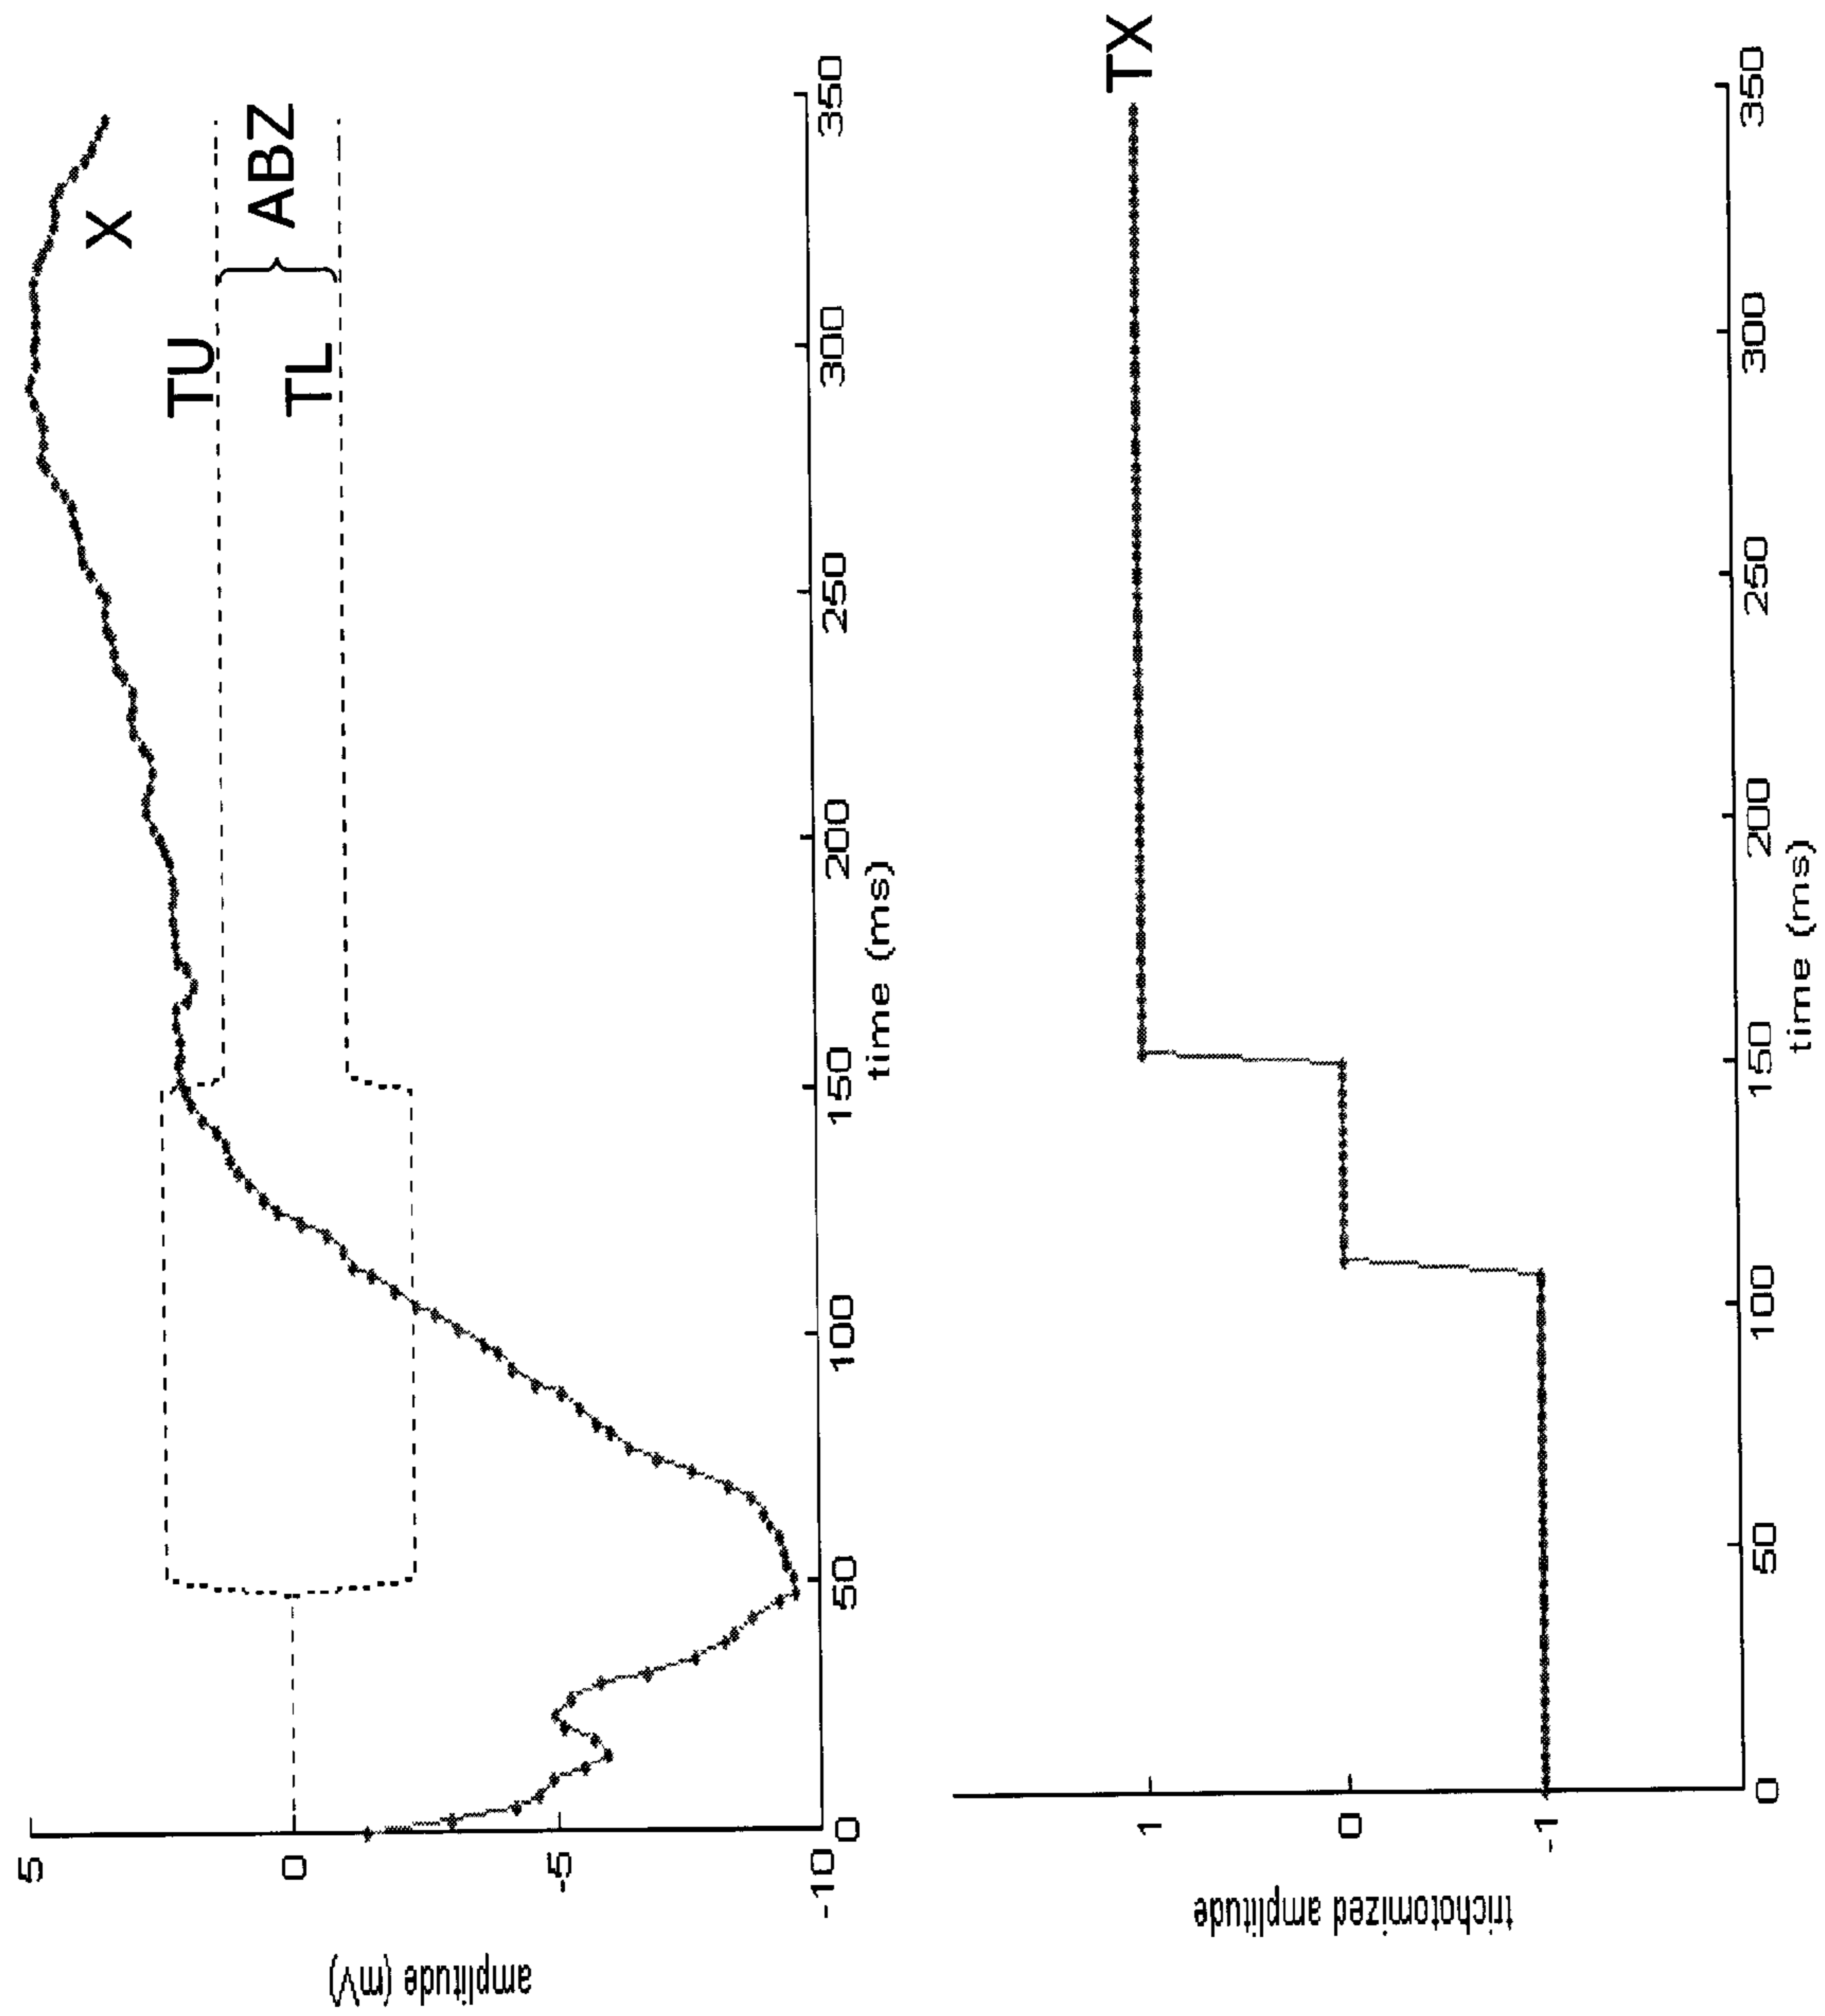 5
0
-5
-10
amplitude (mV)
X
TU
TL
ABZ
0 50 100 150 200 250 300 350
time (ms)
TX
1
0
-1
trichotomized amplitude
0 50 100 150 200 250 300 350
time (ms)